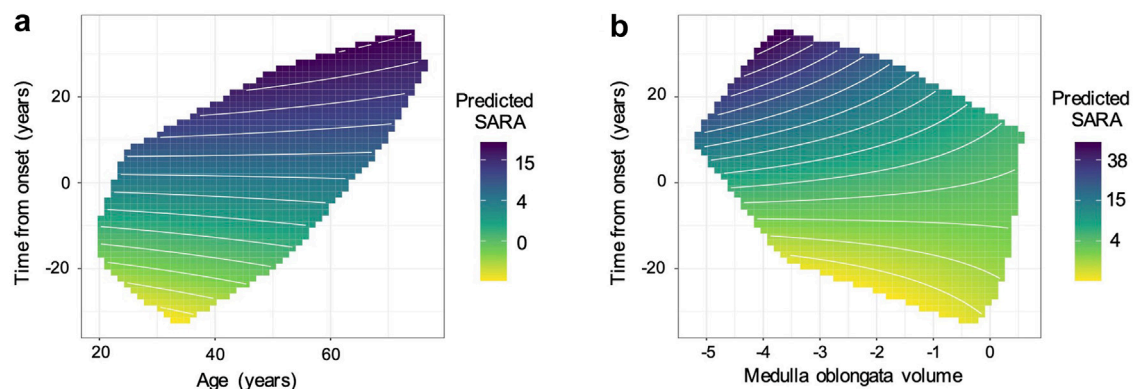 a
Time from onset (years)
20
0
-20
20
40
60
Age (years)
Predicted
SARA
15
4
0
b
Time from onset (years)
20
0
-20
-5
-4
-3
-2
-1
0
Medulla oblongata volume
Predicted
SARA
38
15
4